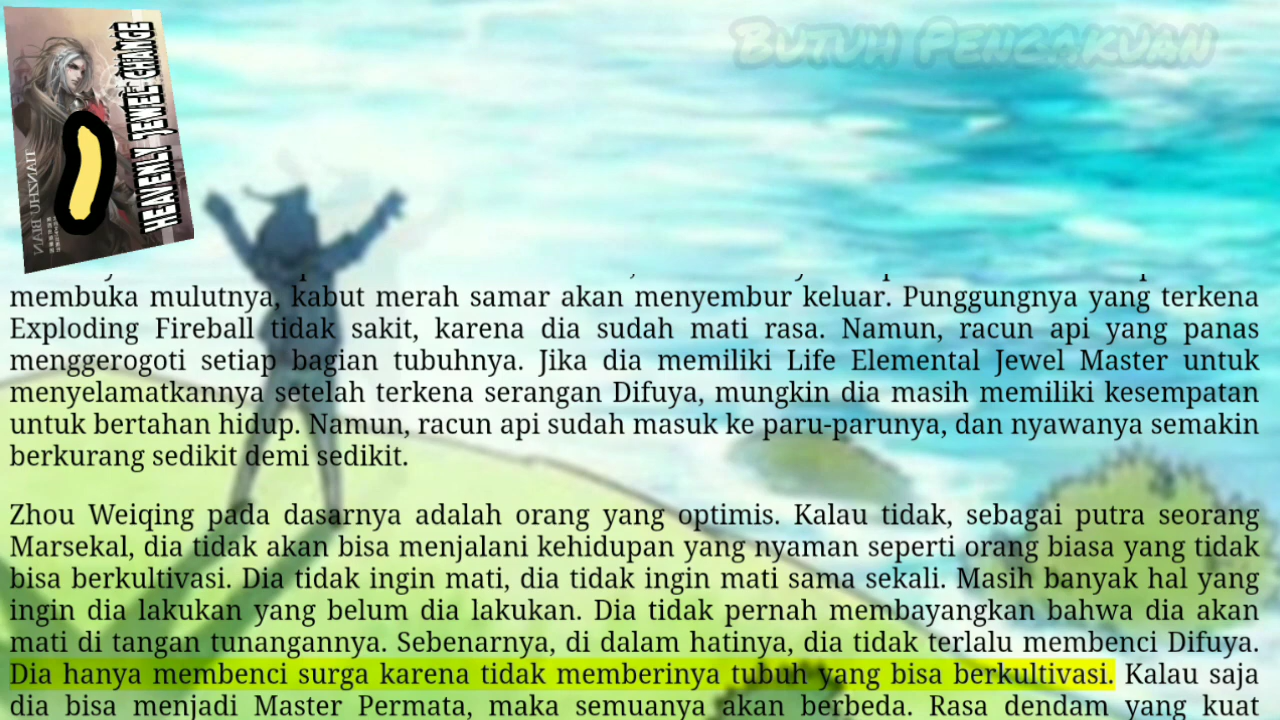 Butuh Pengakuan
HEAVENLY JEWEL CHANGE
TIANZHU BIAN
membuka mulutnya, kabut merah samar akan menyembur keluar. Punggungnya yang terkena
Exploding Fireball tidak sakit, karena dia sudah mati rasa. Namun, racun api yang panas
menggerogoti setiap bagian tubuhnya. Jika dia memiliki Life Elemental Jewel Master untuk
menyelamatkannya setelah terkena serangan Difuya, mungkin dia masih memiliki kesempatan
untuk bertahan hidup. Namun, racun api sudah masuk ke paru-parunya, dan nyawanya semakin
berkurang sedikit demi sedikit.
Zhou Weiqing pada dasarnya adalah orang yang optimis. Kalau tidak, sebagai putra seorang
Marsekal, dia tidak akan bisa menjalani kehidupan yang nyaman seperti orang biasa yang tidak
bisa berkultivasi. Dia tidak ingin mati, dia tidak ingin mati sama sekali. Masih banyak hal yang
ingin dia lakukan yang belum dia lakukan. Dia tidak pernah membayangkan bahwa dia akan
mati di tangan tunangannya. Sebenarnya, di dalam hatinya, dia tidak terlalu membenci Difuya.
Dia hanya membenci surga karena tidak memberinya tubuh yang bisa berkultivasi. Kalau saja
dia bisa menjadi Master Permata, maka semuanya akan berbeda. Rasa dendam yang kuat